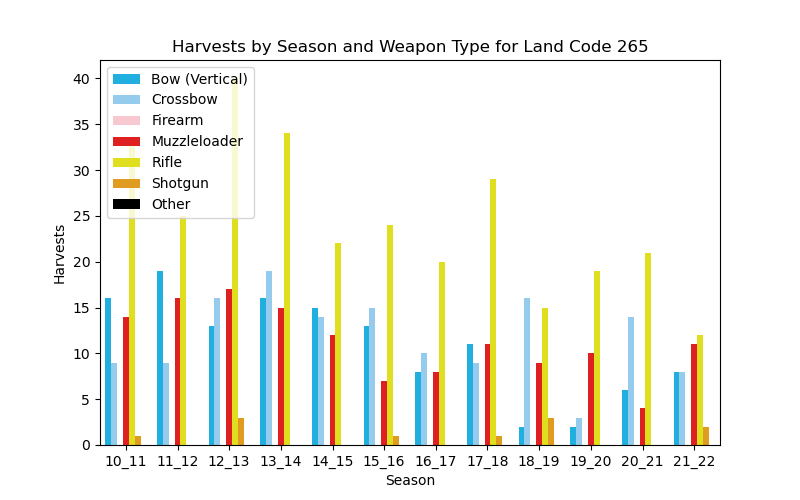 Harvests by Season and Weapon Type for Land Code 265
40
35
30
25
20
15
10
5
0
Harvests
Bow (Vertical)
Crossbow
Firearm
Muzzleloader
Rifle
Shotgun
Other
10_11 11_12 12_13 13_14 14_15 15_16 16_17 17_18 18_19 19_20 20_21 21_22
Season